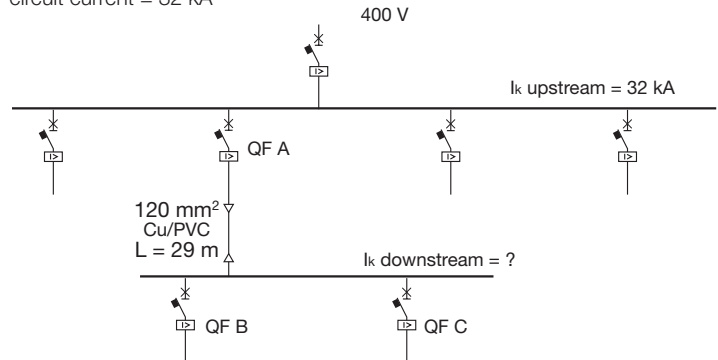 circuit current = 32 kA
400 V
Ik upstream = 32 kA
I> I> I> I> I>
QF A
120 mm²
Cu/PVC
L = 29 m
Ik downstream = ?
I> QF B
I> QF C